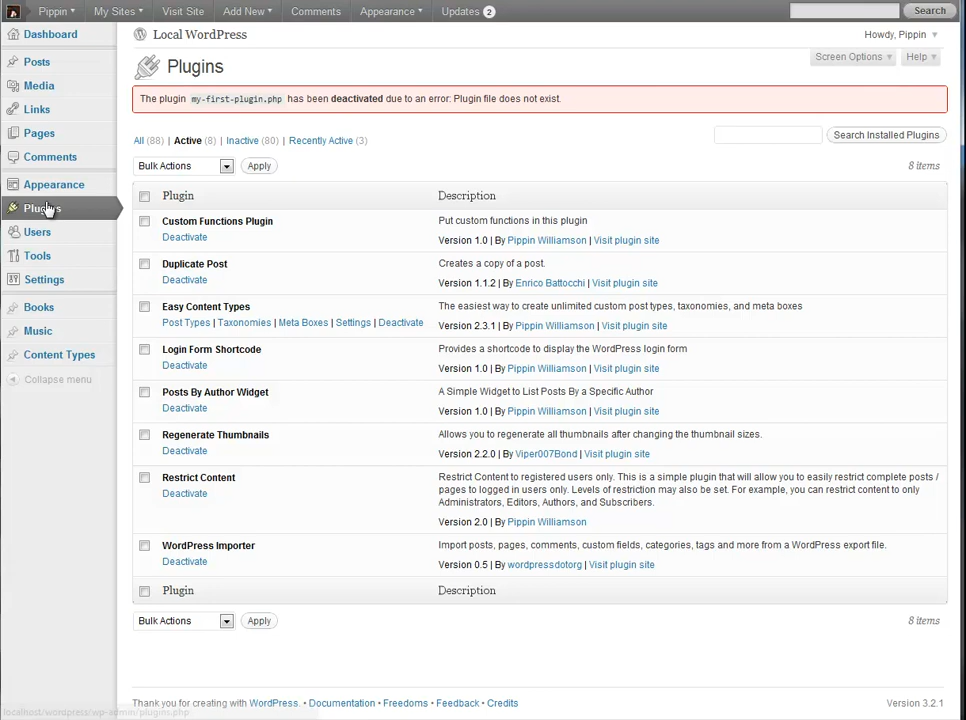 Pippin ▾ My Sites ▾ Visit Site Add New ▾ Comments Appearance ▾ Updates 2 Search
Dashboard
Posts
Media
Links
Pages
Comments
Appearance
Plugins
Users
Tools
Settings
Books
Music
Content Types
Collapse menu
Local WordPress
Howdy, Pippin ▾
Screen Options ▾ Help ▾
Plugins
The plugin my-first-plugin.php has been deactivated due to an error: Plugin file does not exist.
All (88) | Active (8) | Inactive (80) | Recently Active (3)
Search Installed Plugins
Bulk Actions Apply
8 items
Plugin Description
Custom Functions Plugin Put custom functions in this plugin
Deactivate Version 1.0 | By Pippin Williamson | Visit plugin site
Duplicate Post Creates a copy of a post.
Deactivate Version 1.1.2 | By Enrico Battocchi | Visit plugin site
Easy Content Types The easiest way to create unlimited custom post types, taxonomies, and meta boxes
Post Types | Taxonomies | Meta Boxes | Settings | Deactivate Version 2.3.1 | By Pippin Williamson | Visit plugin site
Login Form Shortcode Provides a shortcode to display the WordPress login form
Deactivate Version 1.0 | By Pippin Williamson | Visit plugin site
Posts By Author Widget A Simple Widget to List Posts By a Specific Author
Deactivate Version 1.0 | By Pippin Williamson | Visit plugin site
Regenerate Thumbnails Allows you to regenerate all thumbnails after changing the thumbnail sizes.
Deactivate Version 2.2.0 | By Viper007Bond | Visit plugin site
Restrict Content Restrict Content to registered users only. This is a simple plugin that will allow you to easily restrict complete posts /
Deactivate pages to logged in users only. Levels of restriction may also be set. For example, you can restrict content to only
Administrators, Editors, Authors, and Subscribers.
Version 2.0 | By Pippin Williamson
WordPress Importer Import posts, pages, comments, custom fields, categories, tags and more from a WordPress export file.
Deactivate Version 0.5 | By wordpressdotorg | Visit plugin site
Plugin Description
Bulk Actions Apply
8 items
Thank you for creating with WordPress. • Documentation • Freedoms • Feedback • Credits
Version 3.2.1
localhost/wordpress/wp-admin/plugins.php